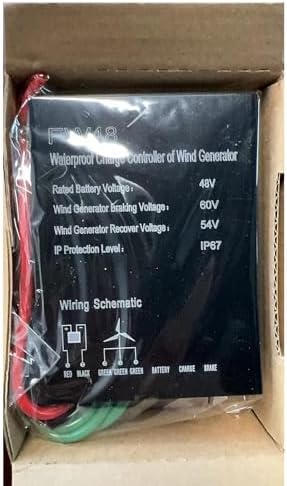 FW48
Waterproof Charge Controller of Wind Generator
Rated Battery Voltage: 48V
Wind Generator Braking Voltage: 60V
Wind Generator Recover Voltage: 54V
IP Protection Level: IP67
Wiring Schematic
RED BLACK GREEN GREEN GREEN BATTERY CHARGE BRAKE